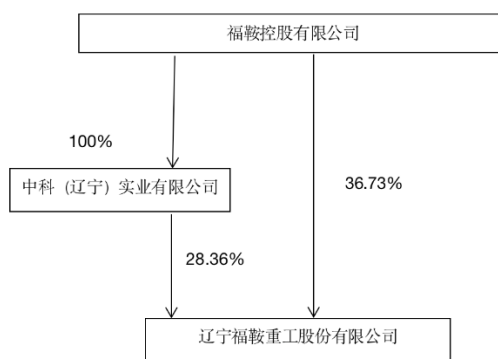 福鞍控股有限公司
100%
中科（辽宁）实业有限公司
36.73%
28.36%
辽宁福鞍重工股份有限公司